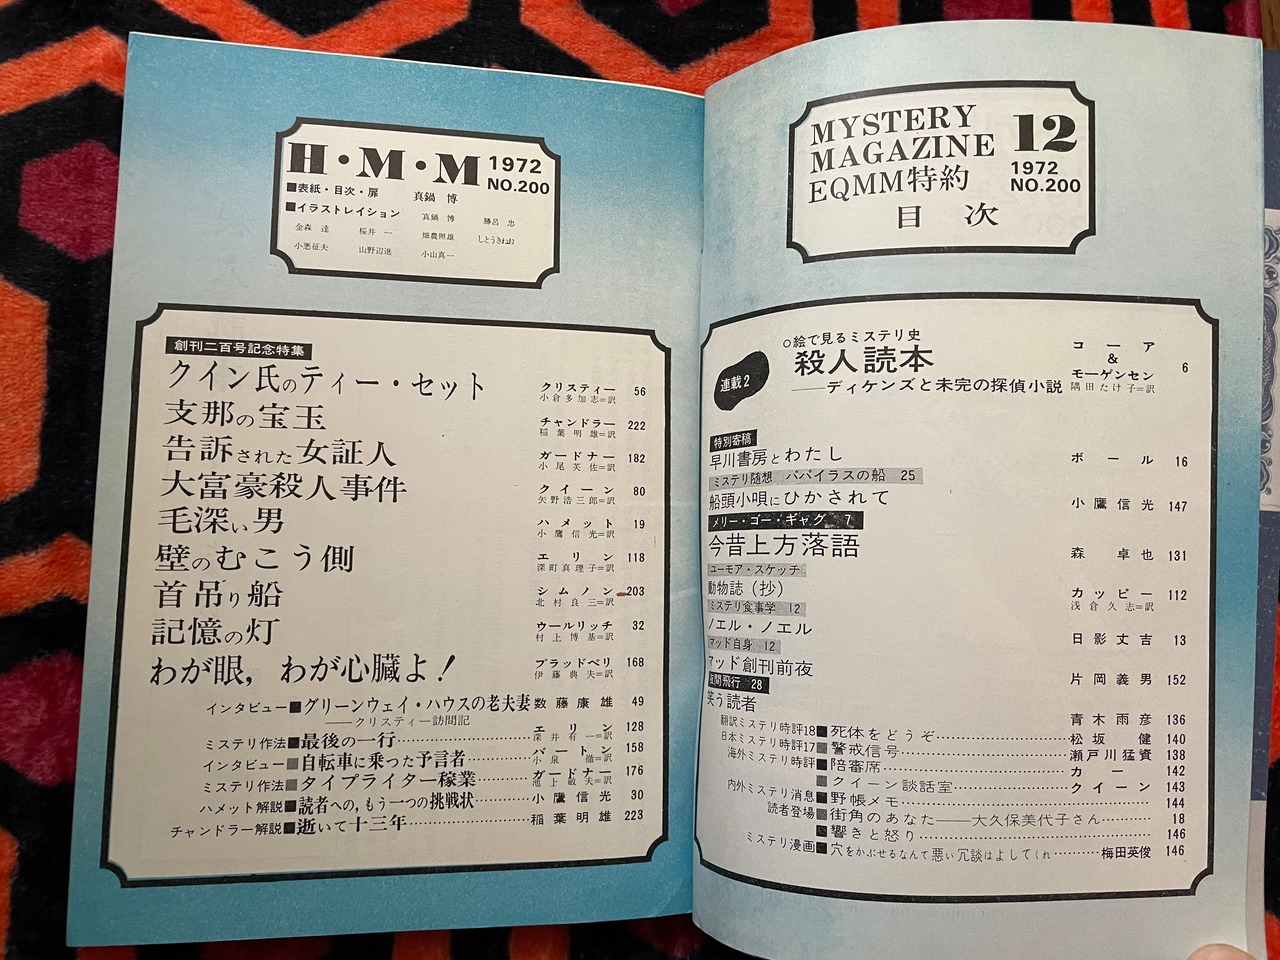 H・M・M 1972 NO.200
■表紙・目次・扉 真鍋 博
■イラストレイション 真鍋 博 勝呂 忠
金森 達 桜井 一 畑農照雄 しとうきねお
小悪征夫 山野辺進 小山真一
創刊二百号記念特集
クイン氏のティー・セット クリスティー 56
小倉多加志=訳
支那の宝玉 チャンドラー 222
稲葉明雄=訳
告訴された女証人 ガードナー 182
小尾芙佐=訳
大富豪殺人事件 クイーン 80
矢野浩三郎=訳
毛深い男 ハメット 19
小鷹信光=訳
壁のむこう側 エリン 118
深町真理子=訳
首吊り船 シムノン 203
北村良三=訳
記憶の灯 ウールリッチ 32
村上博基=訳
わが眼，わが心臓よ！ ブラッドベリ 168
伊藤典夫=訳
インタビュー■グリーンウェイ・ハウスの老夫妻 数藤康雄 49
――クリスティー訪問記
ミステリ作法■最後の一行 エリン 128
深井有一=訳
インタビュー■自転車に乗った予言者 バートン 158
小泉 徹=訳
ミステリ作法■タイプライター稼業 ガードナー 176
池上敏夫=訳
ハメット解説■読者への，もう一つの挑戦状 小鷹信光 30
チャンドラー解説■逝いて十三年 稲葉明雄 223
MYSTERY
MAGAZINE
EQMM特約
12
1972
NO.200
目 次
連載2
○絵で見るミステリ史
殺人読本 コーア & モーゲンセン 6
――ディケンズと未完の探偵小説 隅田たけ子=訳
特別寄稿
早川書房とわたし ボール 16
ミステリ随想 パパイラスの船 25
船頭小唄にひかされて 小鷹信光 147
メリー・ゴー・ギャグ 7
今昔上方落語 森 卓也 131
ユーモア・スケッチ
動物誌（抄） カッピー 112
浅倉久志=訳
ミステリ食事学 12
ノエル・ノエル 日影丈吉 13
マッド自身 12
マッド創刊前夜 片岡義男 152
夜間飛行 28
笑う読者 青木雨彦 136
翻訳ミステリ時評18■死体をどうぞ 松坂 健 140
日本ミステリ時評17■警戒信号 瀬戸川猛資 138
海外ミステリ時評■陪審席 カー 142
■クイーン談話室 クイーン 143
内外ミステリ消息■野帳メモ 144
読者登場■街角のあなた――大久保美代子さん 18
■響きと怒り 146
ミステリ漫画■穴をかぶせるなんて悪い冗談はよしてくれ 梅田英俊 146